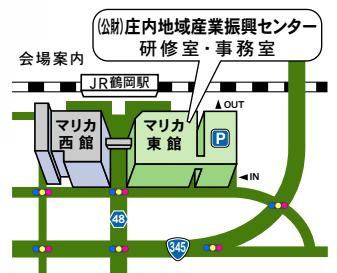 (公財)庄内地域産業振興センター
研修室・事務室
会場案内
JR鶴岡駅
OUT
マリカ
西館
マリカ
東館
P
IN
48
345